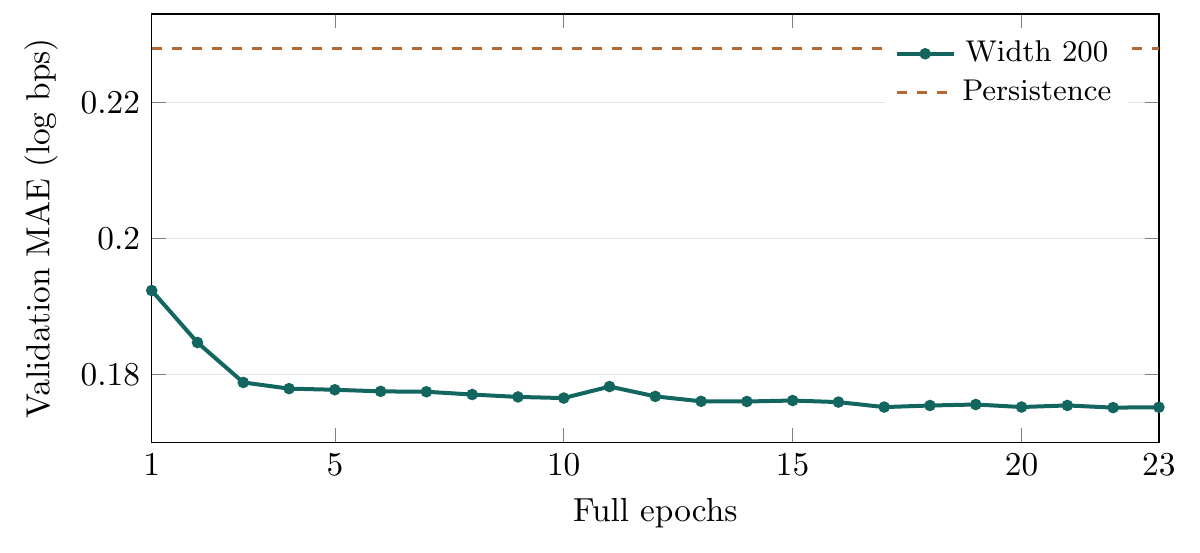 Width 200
Persistence
0.22
0.2
0.18
Validation MAE (log bps)
1 5 10 15 20 23
Full epochs